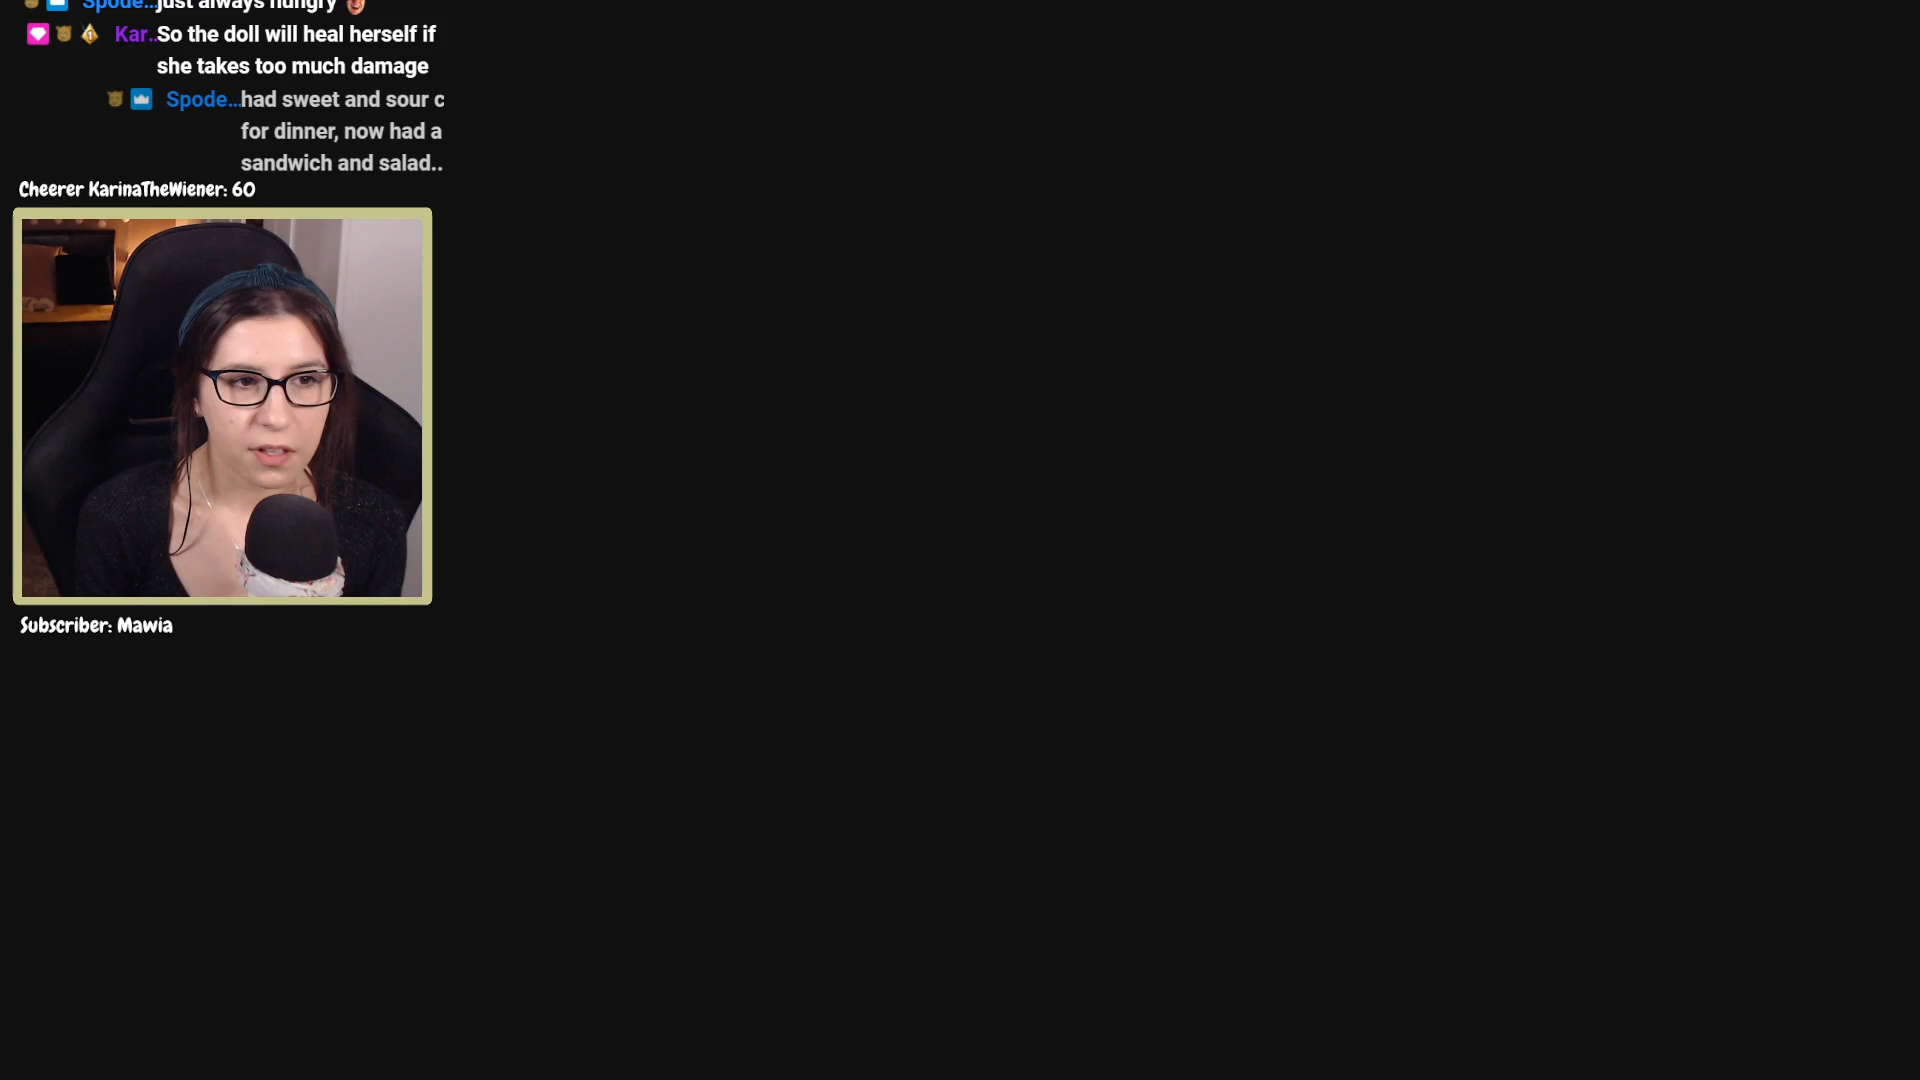 Spode...just always hungry
Kar..So the doll will heal herself if
she takes too much damage
Spode...had sweet and sour c
for dinner, now had a
sandwich and salad..
Cheerer KarinaTheWiener: 60
Subscriber: Mawia